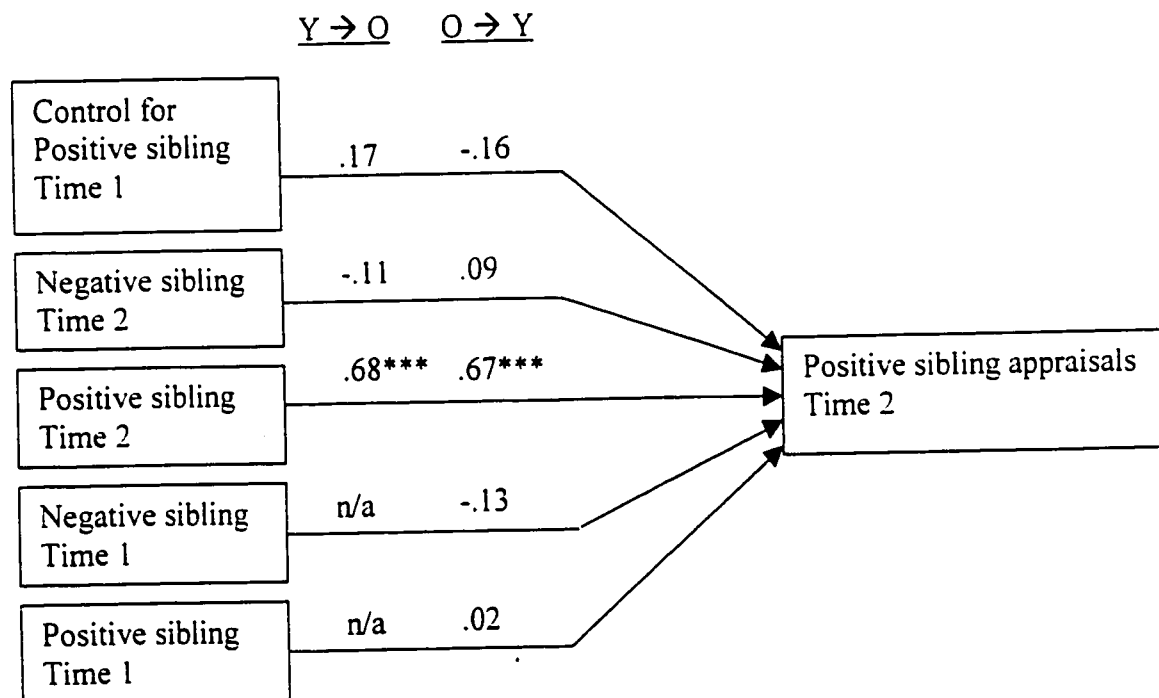 Y → O O → Y
Control for
Positive sibling
Time 1
.17 -.16
Negative sibling
Time 2
-.11 .09
Positive sibling
Time 2
.68*** .67***
Negative sibling
Time 1
n/a -.13
Positive sibling
Time 1
n/a .02
Positive sibling appraisals
Time 2